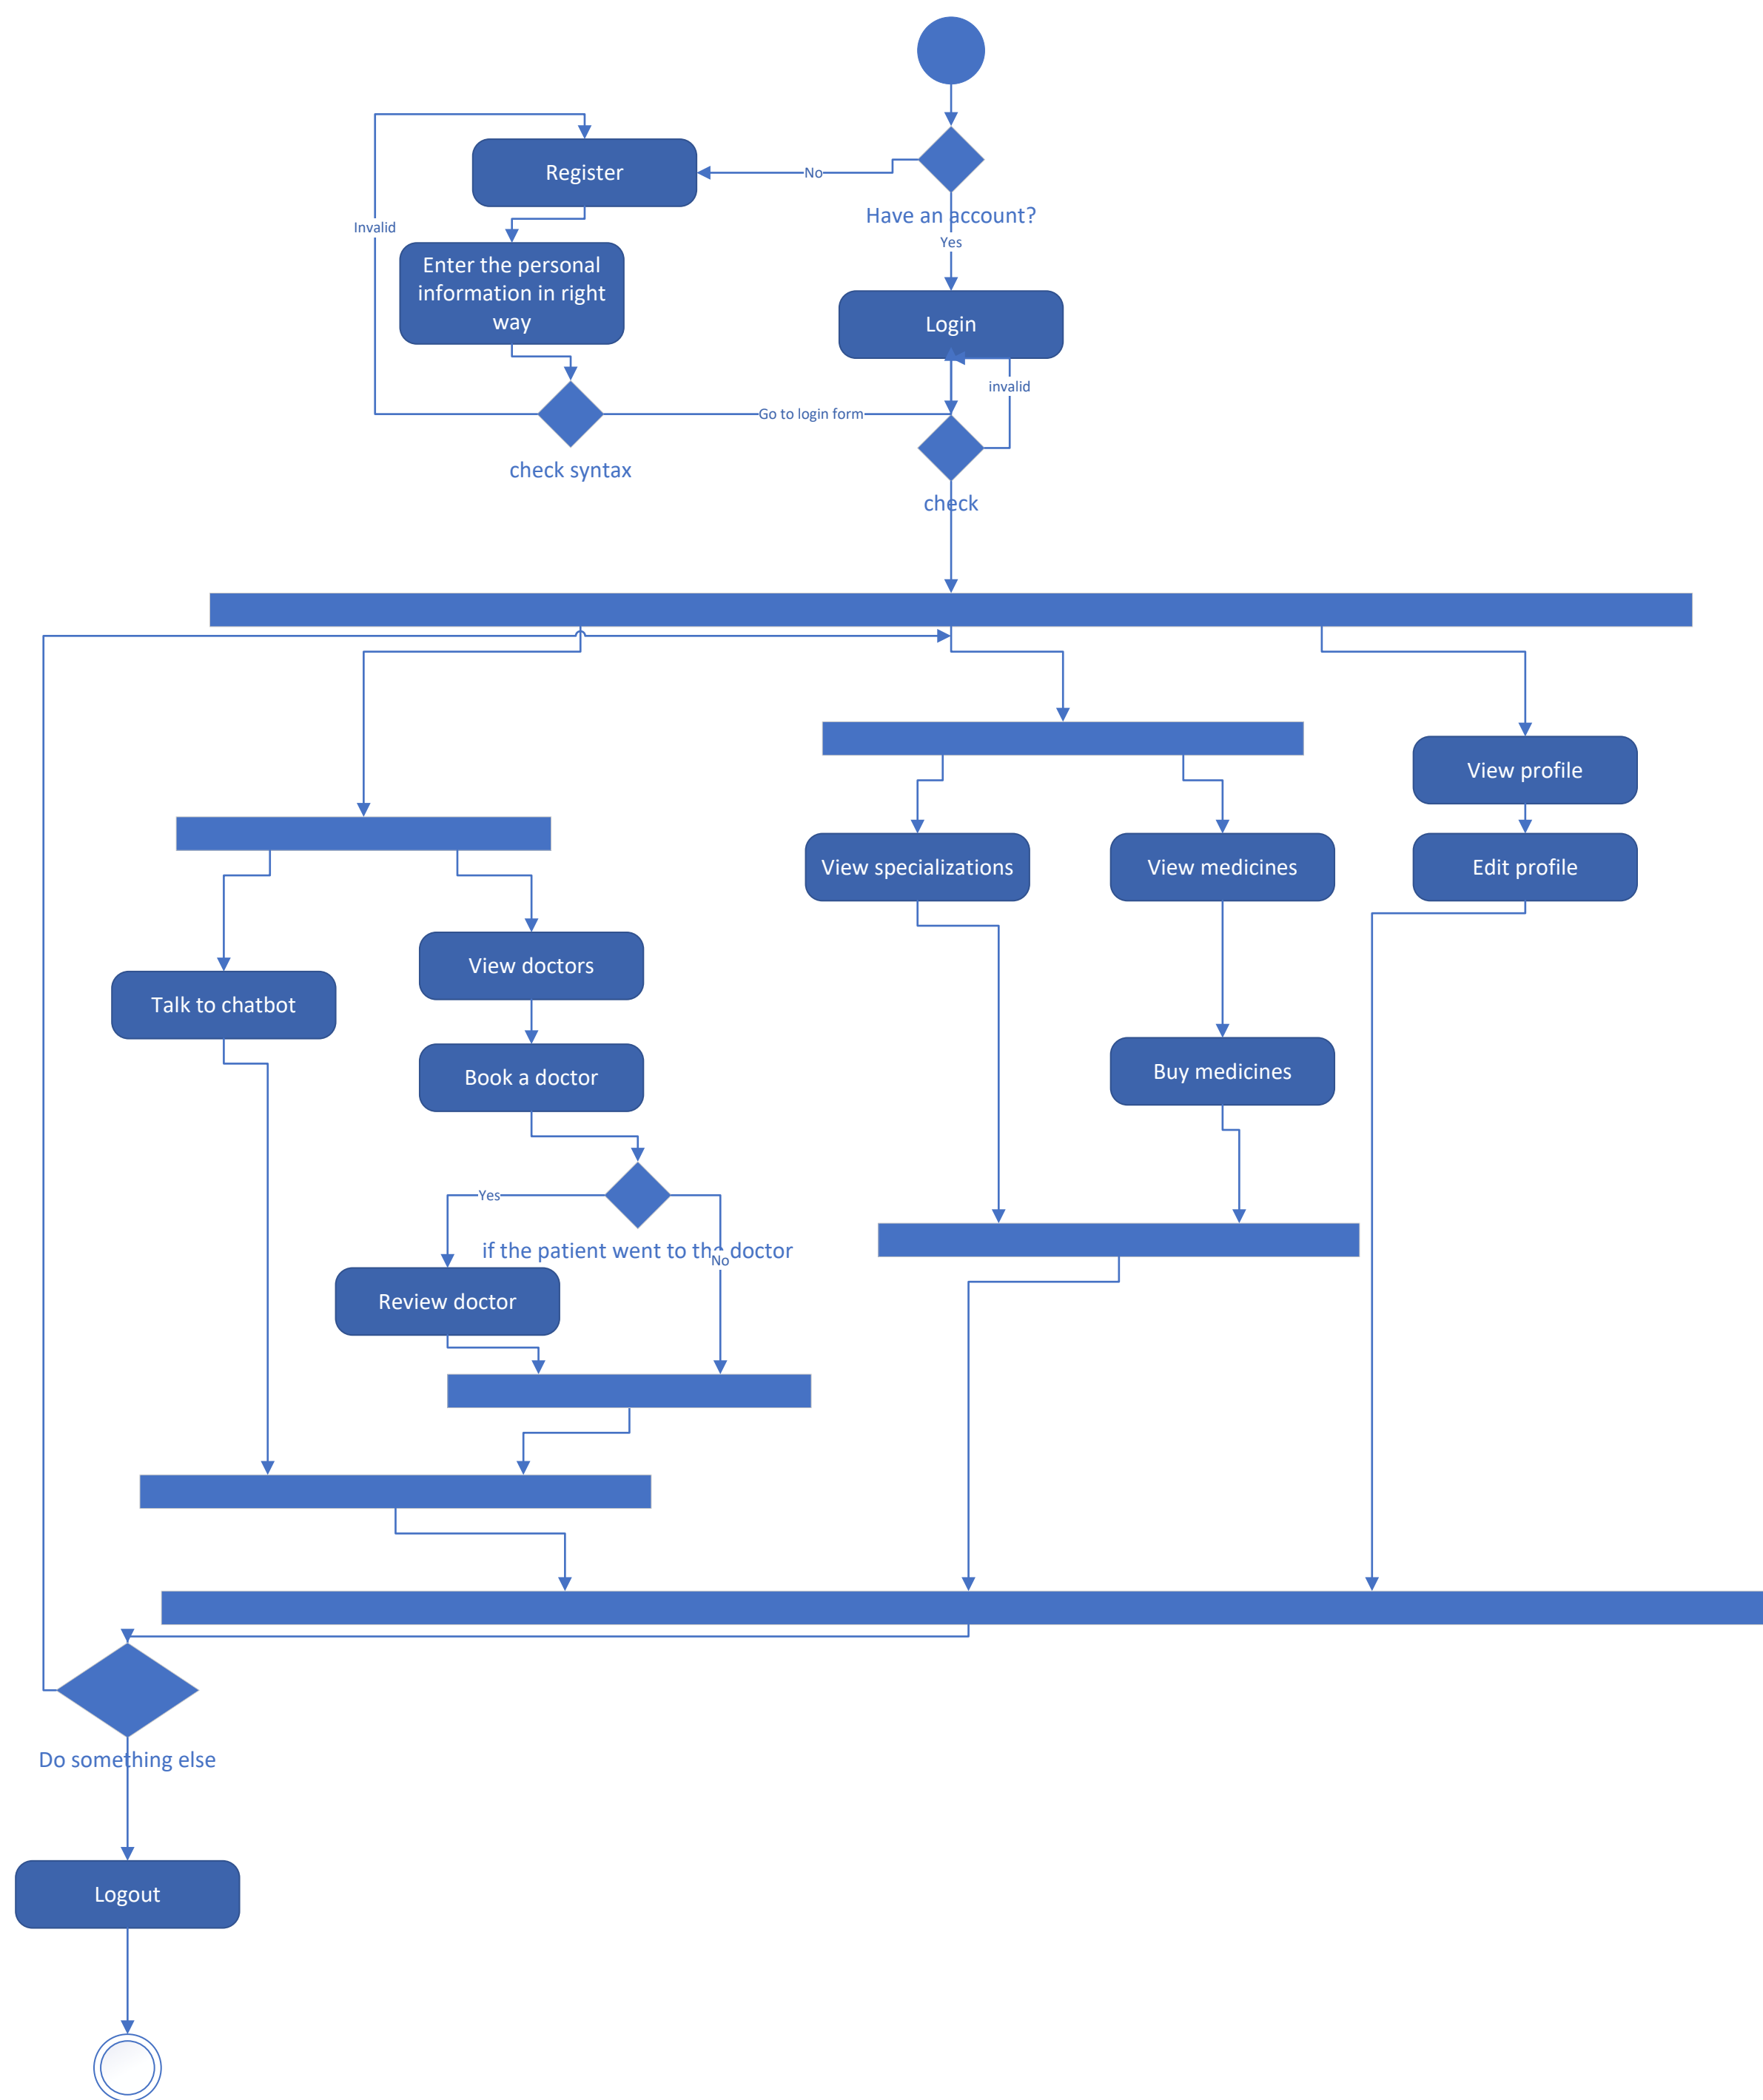 Register
No
Have an account?
Invalid
Yes
Enter the personal
information in right
way
Login
invalid
Go to login form
check syntax
check
View profile
View specializations
View medicines
Edit profile
View doctors
Talk to chatbot
Book a doctor
Buy medicines
Yes
if the patient went to the doctor
No
Review doctor
Do something else
Logout